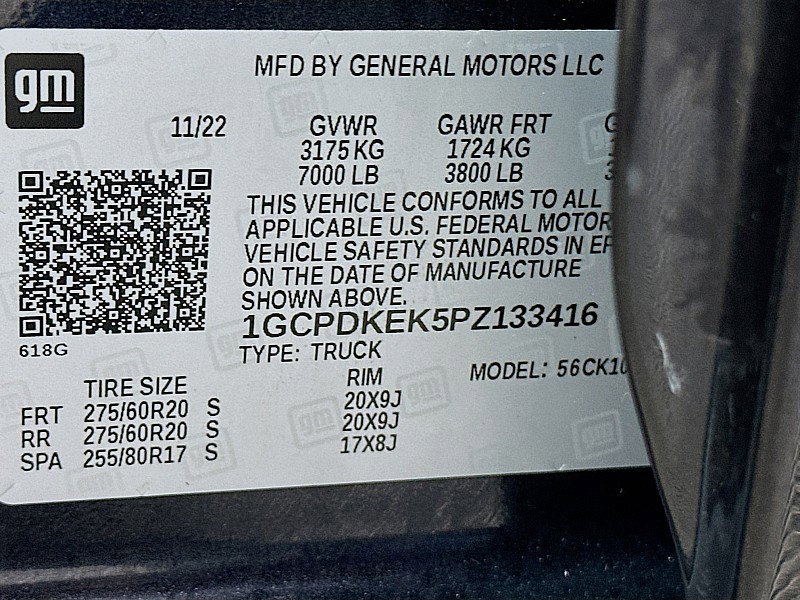 gm
MFD BY GENERAL MOTORS LLC
11/22 GVWR GAWR FRT
3175 KG 1724 KG
7000 LB 3800 LB
THIS VEHICLE CONFORMS TO ALL
APPLICABLE U.S. FEDERAL MOTOR
VEHICLE SAFETY STANDARDS IN
ON THE DATE OF MANUFACTURE
SHOWN ABOVE.
1GCPDKEK5PZ133416
618G
TYPE: TRUCK
MODEL: 56CK10
TIRE SIZE RIM
FRT 275/60R20 S 20X9J
RR 275/60R20 S 20X9J
SPA 255/80R17 S 17X8J